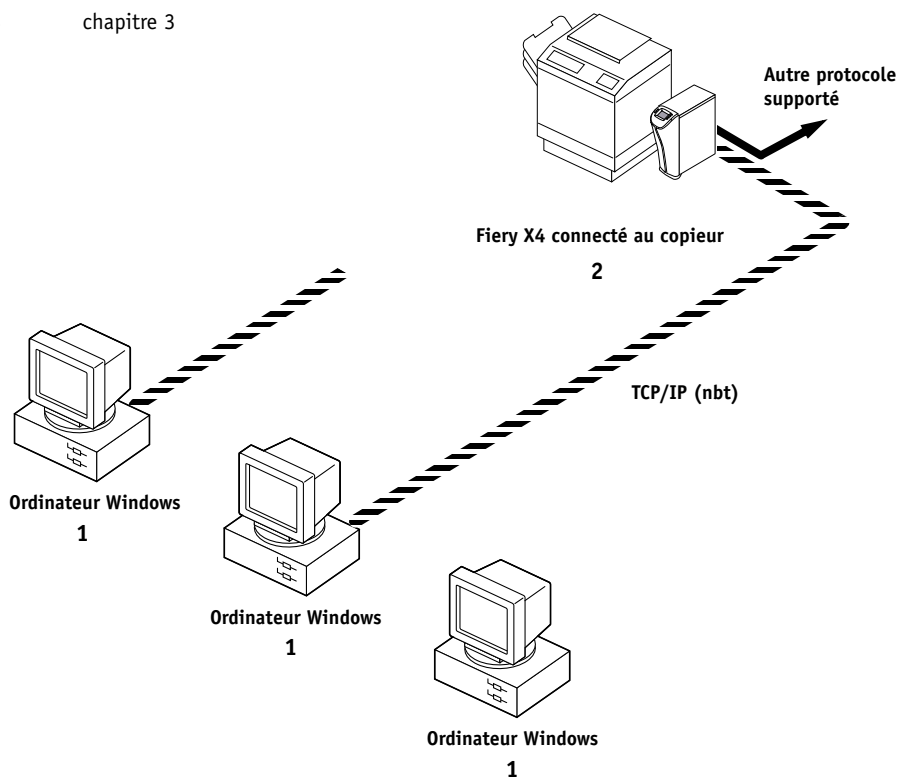 chapitre 3
Autre protocole
supporté
Fiery X4 connecté au copieur
2
TCP/IP (nbt)
Ordinateur Windows
1
Ordinateur Windows
1
Ordinateur Windows
1